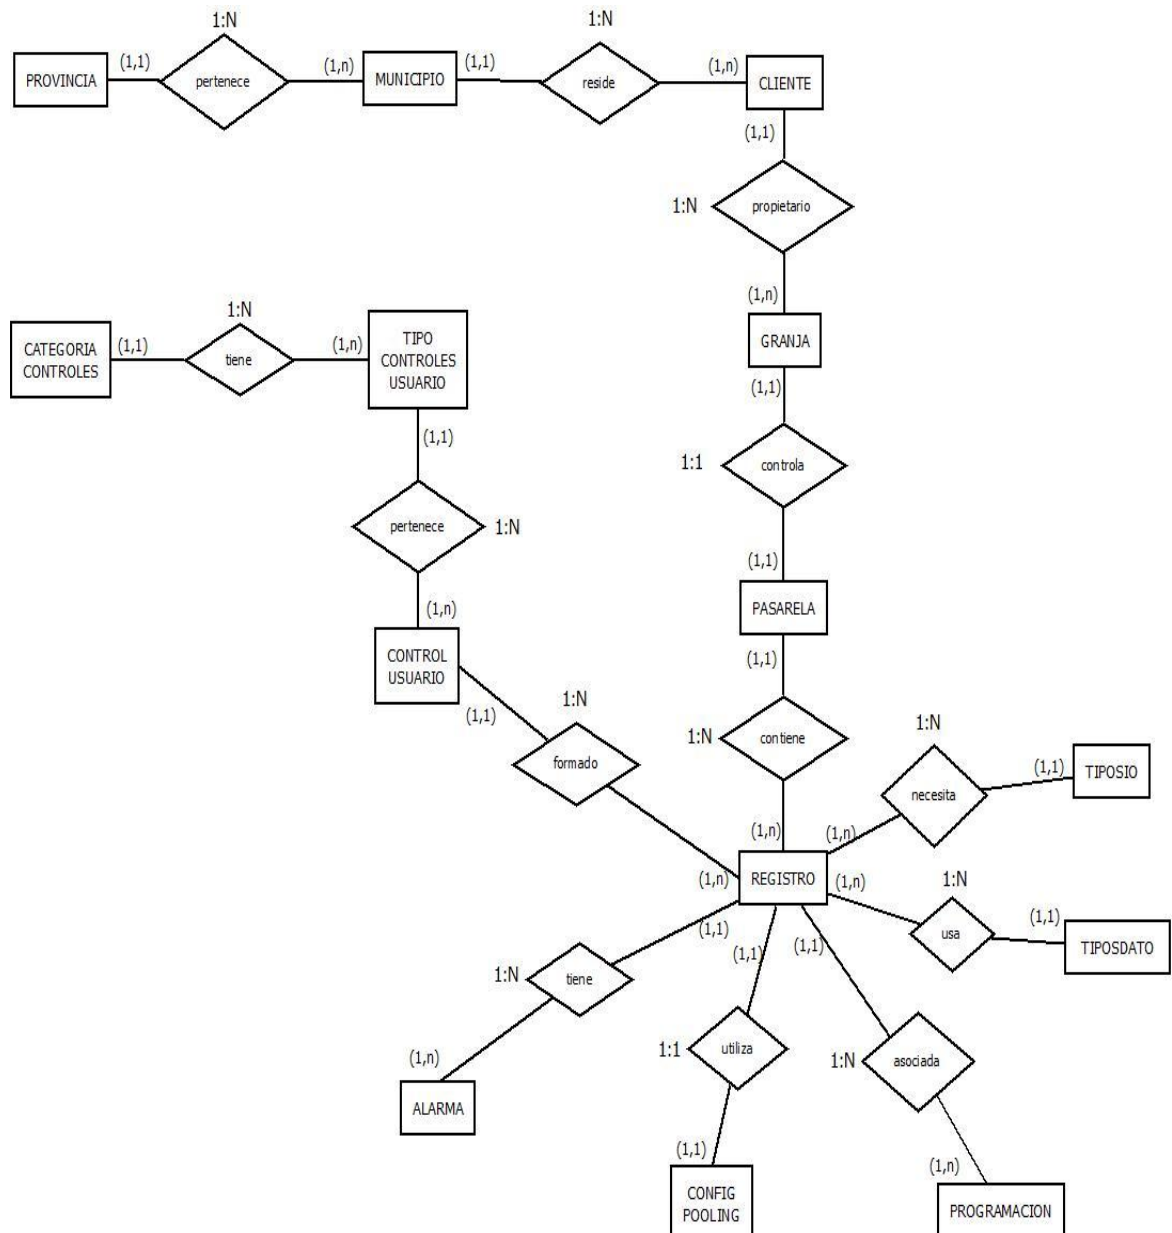 1:N
1:N
PROVINCIA
(1,1)
pertenece
(1,n)
MUNICIPIO
(1,1)
reside
(1,n)
CLIENTE
(1,1)
1:N
propietario
(1,n)
GRANJA
(1,1)
1:N
CATEGORIA
CONTROLES
(1,1)
tiene
(1,n)
TIPO
CONTROLES
USUARIO
(1,1)
1:1
controla
pertenece
1:N
(1,1)
PASARELA
(1,1)
(1,n)
CONTROL
USUARIO
(1,1)
1:N
formado
1:N
contiene
(1,n)
1:N
necesita
(1,1)
TIPOSIO
(1,n)
(1,n)
REGISTRO
(1,n)
1:N
usa
(1,1)
TIPOSDATO
(1,1)
(1,1)
(1,1)
1:N
tiene
(1,n)
ALARMA
1:1
utiliza
(1,1)
CONFIG
POOLING
1:N
asociada
(1,n)
PROGRAMACION